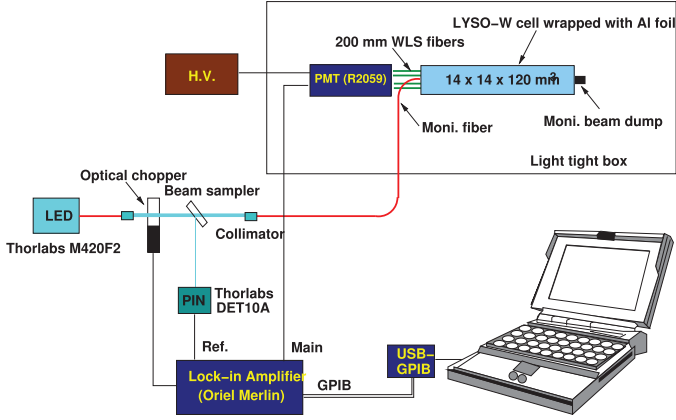 LYSO−W cell wrapped with Al foil
200 mm WLS fibers
H.V.
PMT (R2059)
14 x 14 x 120 mm³
Moni. fiber
Moni. beam dump
Light tight box
Optical chopper
Beam sampler
LED
Collimator
Thorlabs M420F2
PIN
Thorlabs
DET10A
Ref.
Main
USB−
GPIB
Lock−in Amplifier
(Oriel Merlin)
GPIB